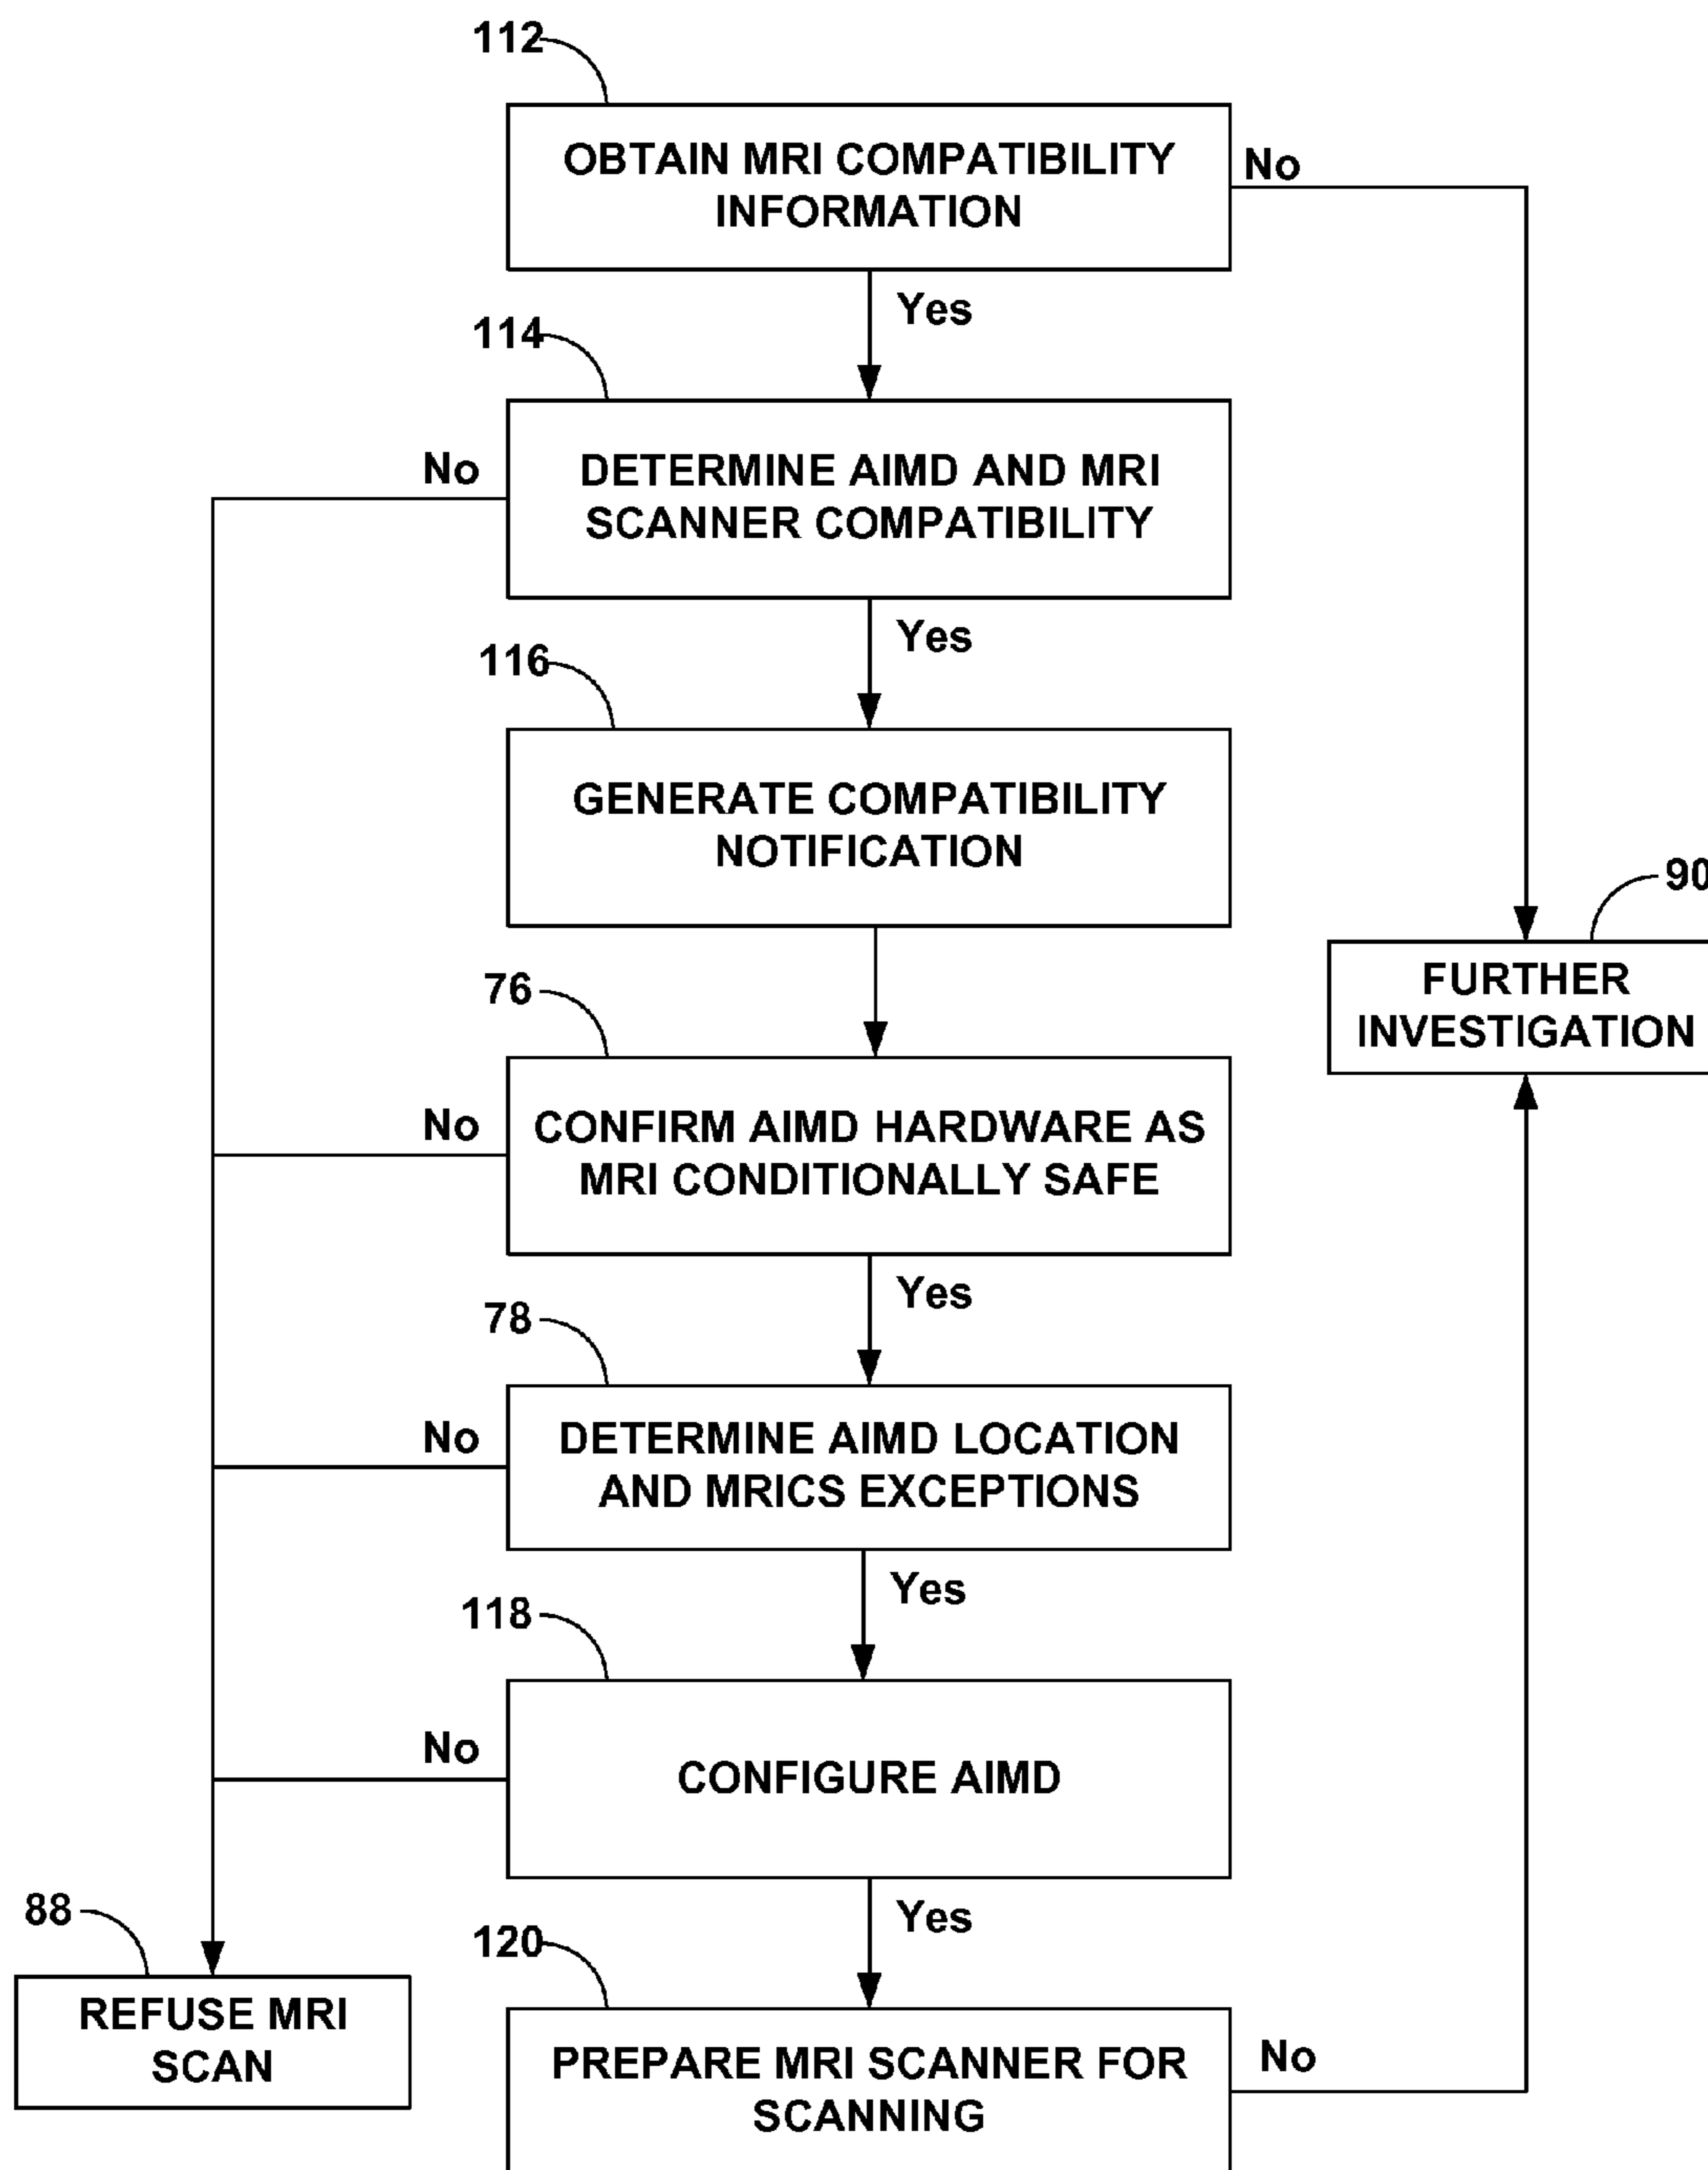 112
OBTAIN MRI COMPATIBILITY
INFORMATION
No
Yes
114
No
DETERMINE AIMD AND MRI
SCANNER COMPATIBILITY
Yes
116
GENERATE COMPATIBILITY
NOTIFICATION
90
FURTHER
INVESTIGATION
76
No
CONFIRM AIMD HARDWARE AS
MRI CONDITIONALLY SAFE
Yes
78
No
DETERMINE AIMD LOCATION
AND MRICS EXCEPTIONS
Yes
118
No
CONFIGURE AIMD
Yes
88
REFUSE MRI
SCAN
120
PREPARE MRI SCANNER FOR
SCANNING
No